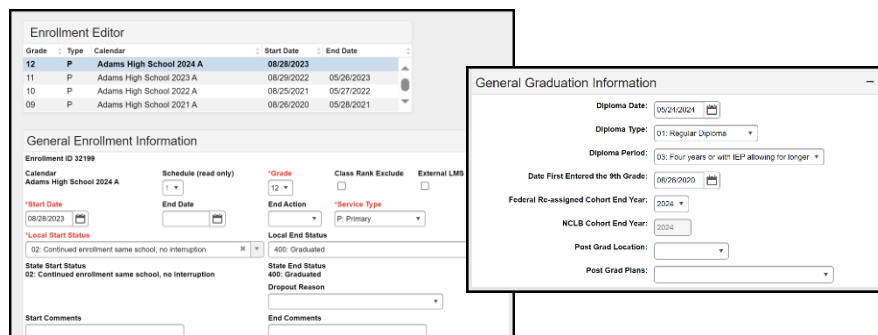 Enrollment Editor
Grade Type Calendar Start Date End Date
12 P Adams High School 2024 A 08/28/2023
11 P Adams High School 2023 A 08/29/2022 05/26/2023
10 P Adams High School 2022 A 08/25/2021 05/27/2022
09 P Adams High School 2021 A 08/26/2020 05/28/2021
General Enrollment Information
Enrollment ID 32199
Calendar Schedule (read only) *Grade Class Rank Exclude External LMS
Adams High School 2024 A 1 12
*Start Date End Date End Action *Service Type
08/28/2023 P: Primary
*Local Start Status Local End Status
02: Continued enrollment same school, no interruption 400: Graduated
State Start Status State End Status
02: Continued enrollment same school, no interruption 400: Graduated
Dropout Reason
Start Comments End Comments
General Graduation Information
Diploma Date: 05/24/2024
Diploma Type: 01: Regular Diploma
Diploma Period: 03: Four years or with IEP allowing for longer
Date First Entered the 9th Grade: 08/26/2020
Federal Re-assigned Cohort End Year: 2024
NCLB Cohort End Year: 2024
Post Grad Location:
Post Grad Plans: